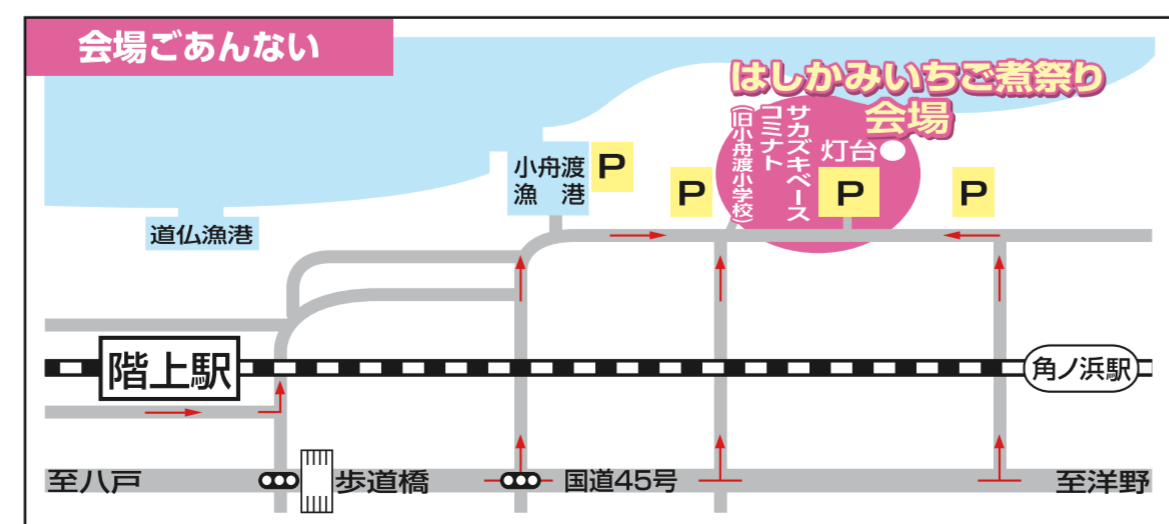 会場ごあんない
はしかみいちご煮祭り
会場
サカズキベース
コミナト
(旧小舟渡小学校)
灯台
小舟渡
漁港
P
P
P
P
道仏漁港
階上駅
角ノ浜駅
至八戸
歩道橋
国道45号
至洋野